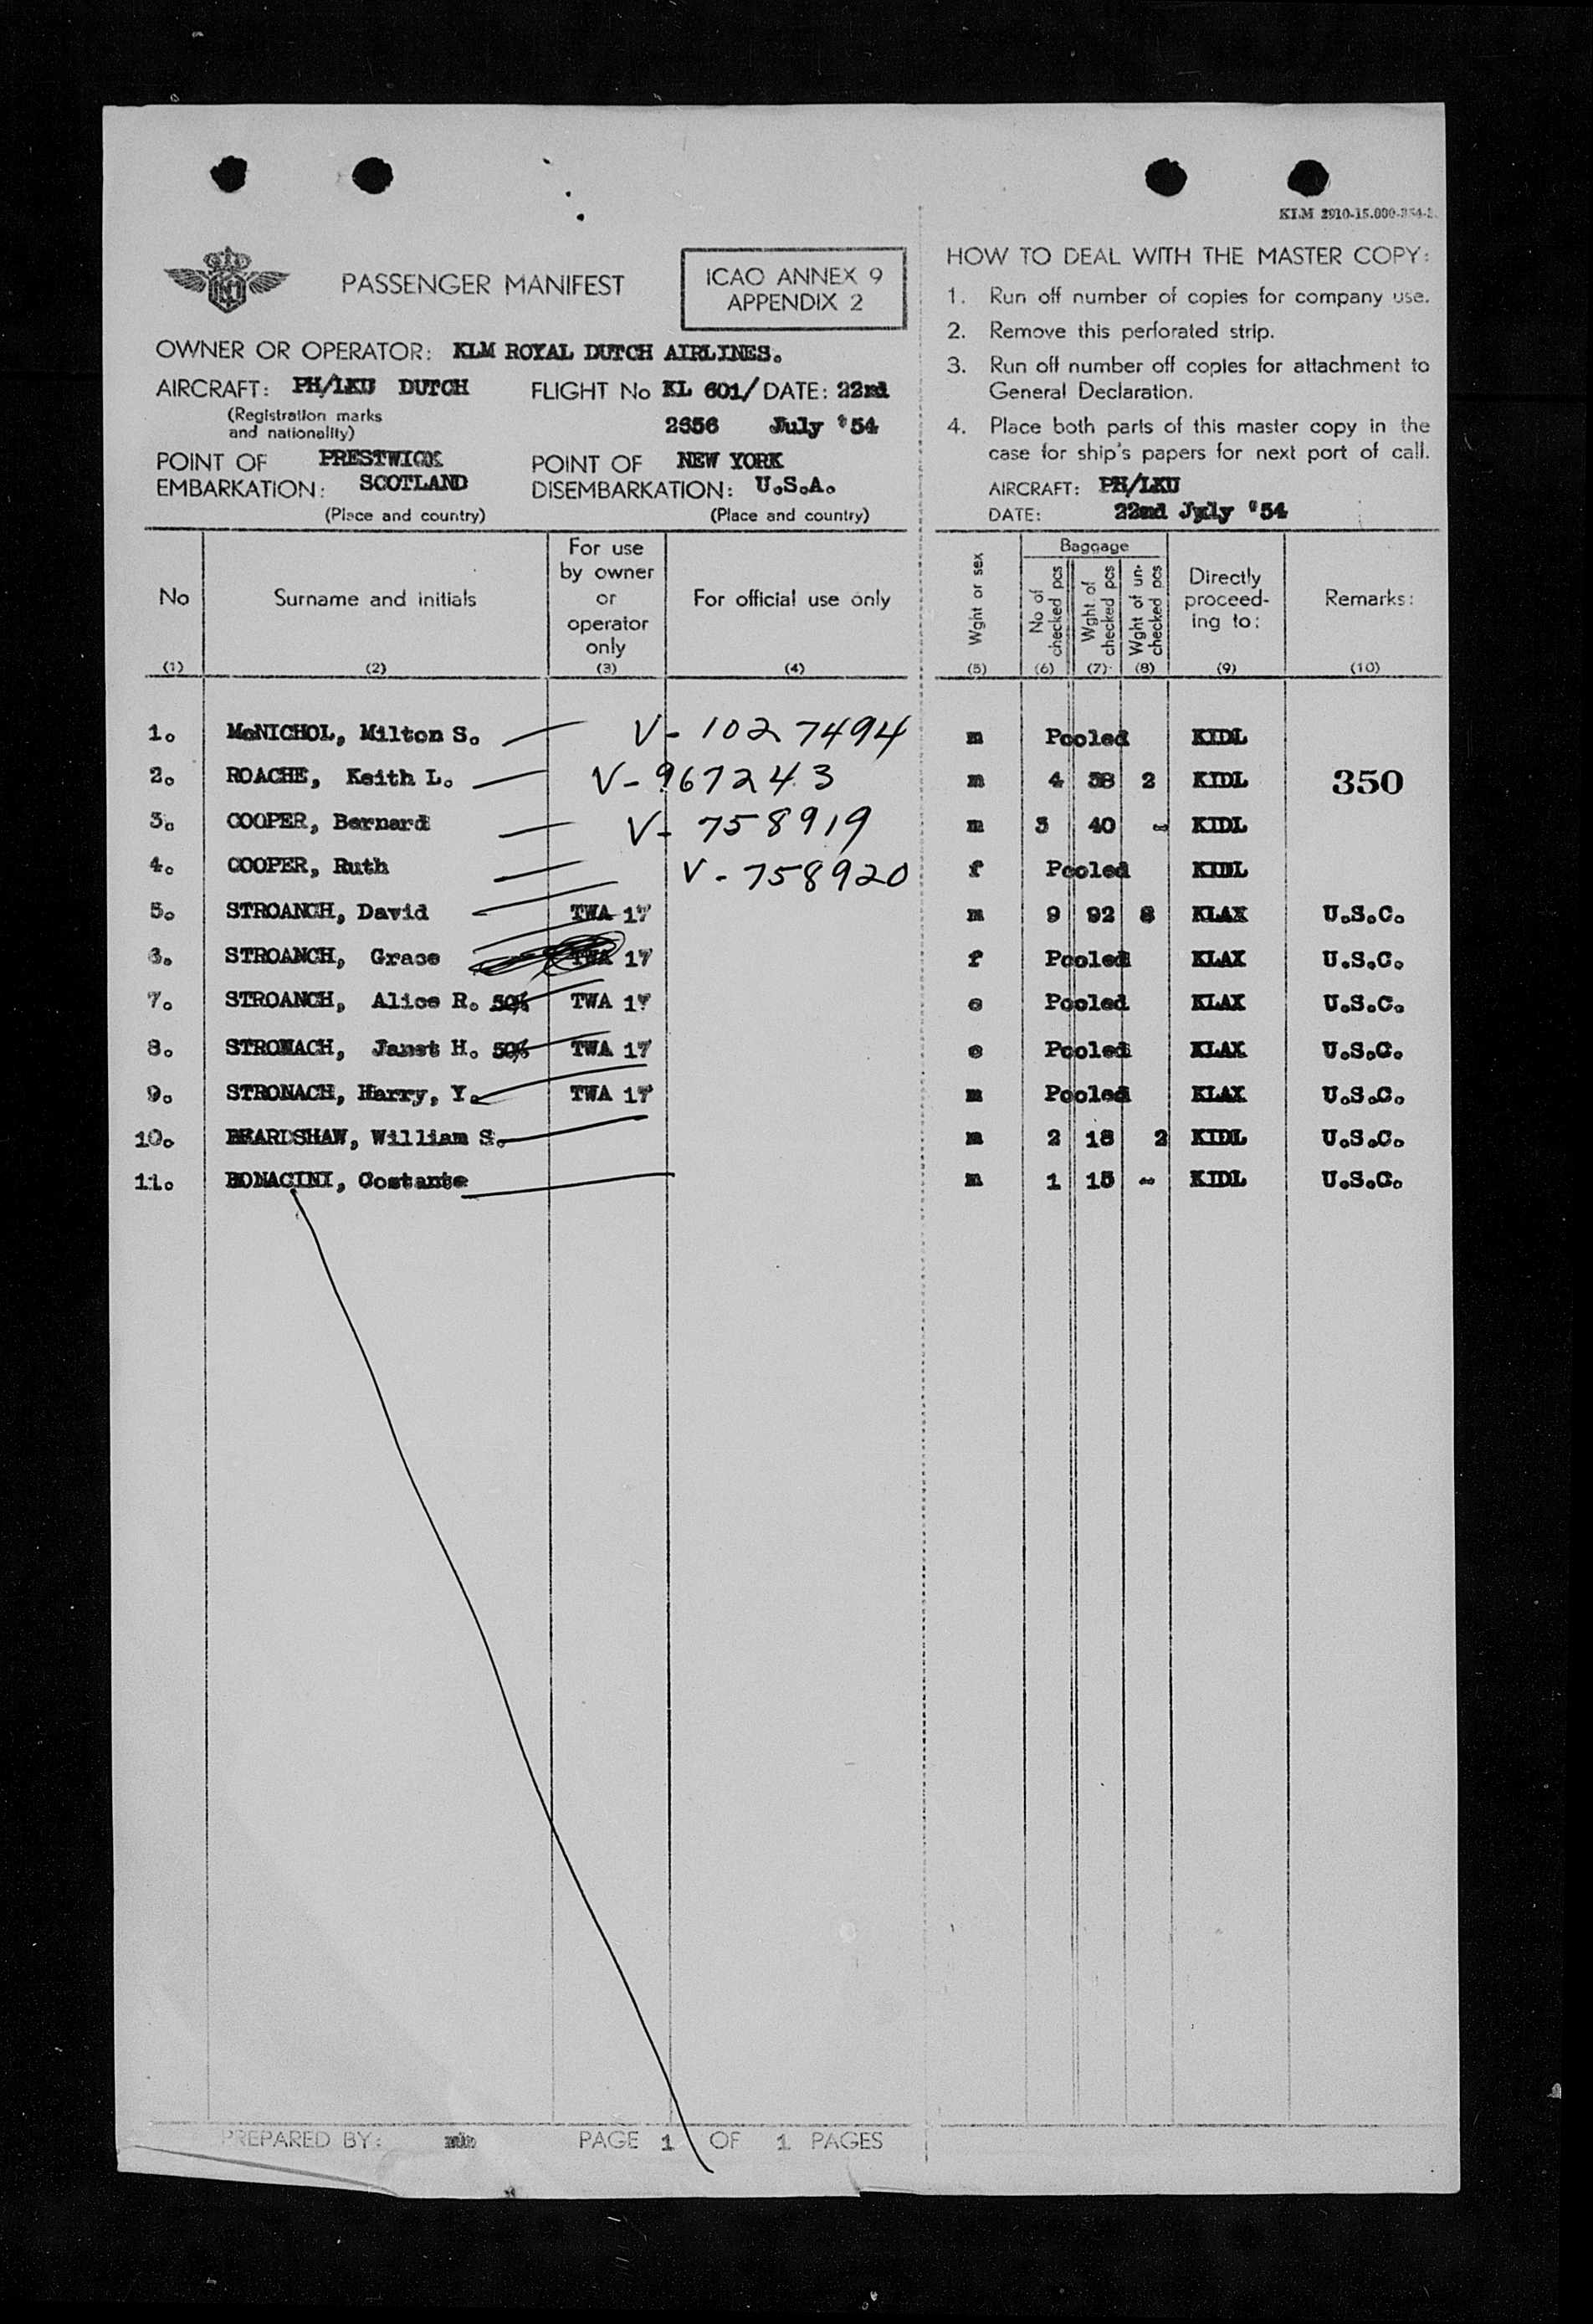 KLM 2910-15.000-354-2.
PASSENGER MANIFEST
ICAO ANNEX 9
APPENDIX 2
OWNER OR OPERATOR: KLM ROYAL DUTCH AIRLINES.
AIRCRAFT: PH/LKU DUTCH FLIGHT No KL 601/ DATE: 22nd
(Registration marks
and nationality)
2656 July '54
POINT OF PRESTWICK POINT OF NEW YORK
EMBARKATION: SCOTLAND DISEMBARKATION: U.S.A.
(Place and country) (Place and country)
HOW TO DEAL WITH THE MASTER COPY:
1. Run off number of copies for company use.
2. Remove this perforated strip.
3. Run off number off copies for attachment to
General Declaration.
4. Place both parts of this master copy in the
case for ship's papers for next port of call.
AIRCRAFT: PH/LKU
DATE: 22nd July '54
No
(1)
Surname and initials
(2)
For use
by owner
or
operator
only
(3)
For official use only
(4)
Wght or sex
(5)
Baggage
No of
checked pcs
(6)
Wght of
checked pcs
(7)
Wght of un-
checked pcs
(8)
Directly
proceed-
ing to:
(9)
Remarks:
(10)
1. McNICHOL, Milton S. V - 1027494 m Pooled KIDL
2. ROACHE, Keith L. V - 967243 m 4 38 2 KIDL 350
3. COOPER, Bernard V - 758919 m 3 40 - KIDL
4. COOPER, Ruth V - 758920 f Pooled KIDL
5. STROANCH, David TWA 17 m 9 92 8 KLAX U.S.C.
6. STROANCH, Grace TWA 17 f Pooled KLAX U.S.C.
7. STROANCH, Alice R. 50% TWA 17 c Pooled KLAX U.S.C.
8. STRONACH, Janet H. 50% TWA 17 c Pooled KLAX U.S.C.
9. STRONACH, Harry, Y. TWA 17 m Pooled KLAX U.S.C.
10. BEARDSHAW, William S. m 2 18 2 KIDL U.S.C.
11. BONACINI, Costante m 1 15 - KIDL U.S.C.
PREPARED BY: PAGE 1 OF 1 PAGES